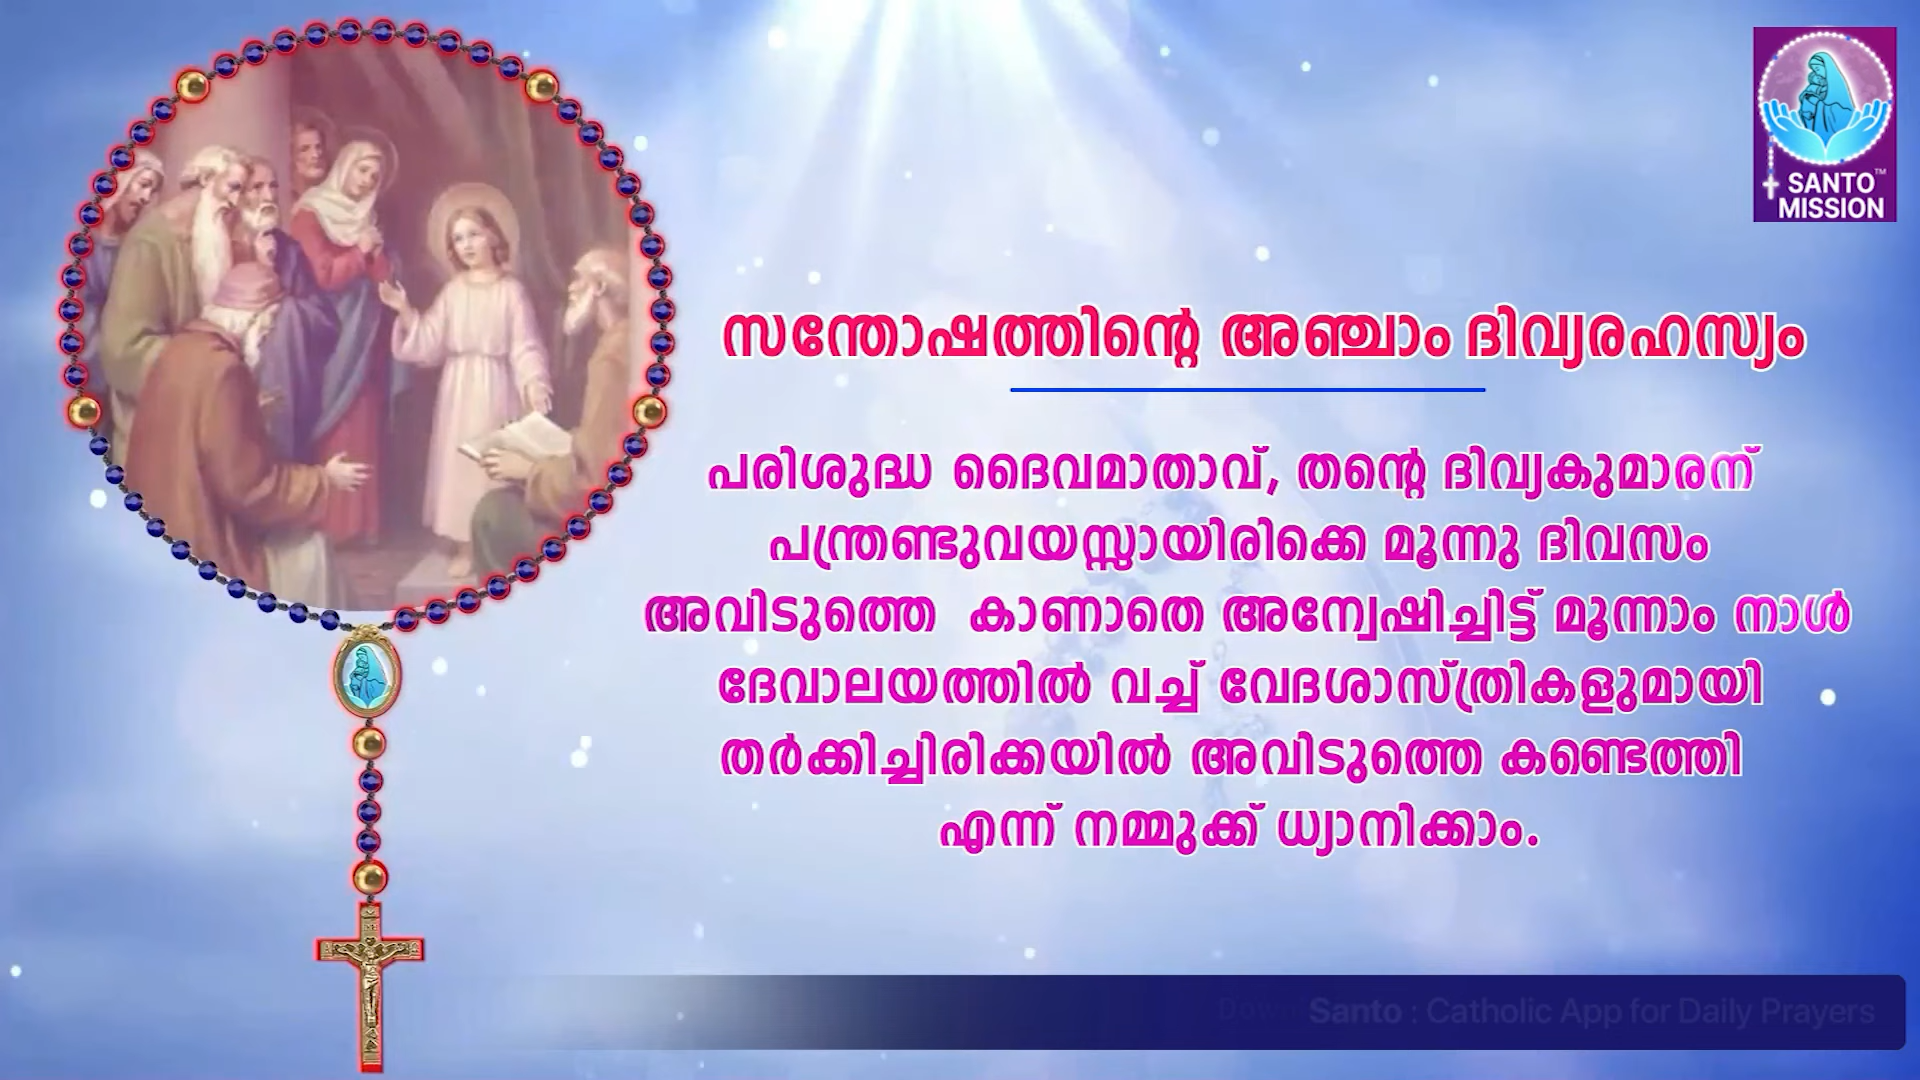 SANTO™
MISSION
സന്തോഷത്തിന്റെ അഞ്ചാം ദിവ്യരഹസ്യം
പരിശുദ്ധ ദൈവമാതാവ്, തന്റെ ദിവ്യകുമാരന്
പന്ത്രണ്ടുവയസ്സായിരിക്കെ മൂന്നു ദിവസം
അവിടുത്തെ കാണാതെ അന്വേഷിച്ചിട്ട് മൂന്നാം നാൾ
ദേവാലയത്തിൽ വച്ച് വേദശാസ്ത്രികളുമായി
തർക്കിച്ചിരിക്കയിൽ അവിടുത്തെ കണ്ടെത്തി
എന്ന് നമ്മുക്ക് ധ്യാനിക്കാം.
Santo : Catholic App for Daily Prayers